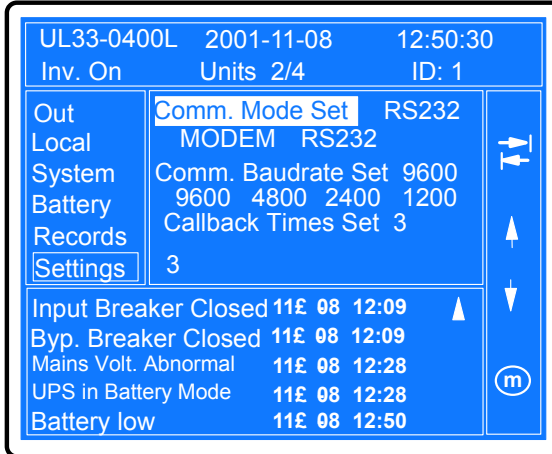 UL33-0400L 2001-11-08 12:50:30
Inv. On Units 2/4 ID: 1
Out
Local
System
Battery
Records
Settings
Comm. Mode Set RS232
MODEM RS232
Comm. Baudrate Set 9600
9600 4800 2400 1200
Callback Times Set 3
3
Input Breaker Closed 11£ 08 12:09
Byp. Breaker Closed 11£ 08 12:09
Mains Volt. Abnormal 11£ 08 12:28
UPS in Battery Mode 11£ 08 12:28
Battery low 11£ 08 12:50
m